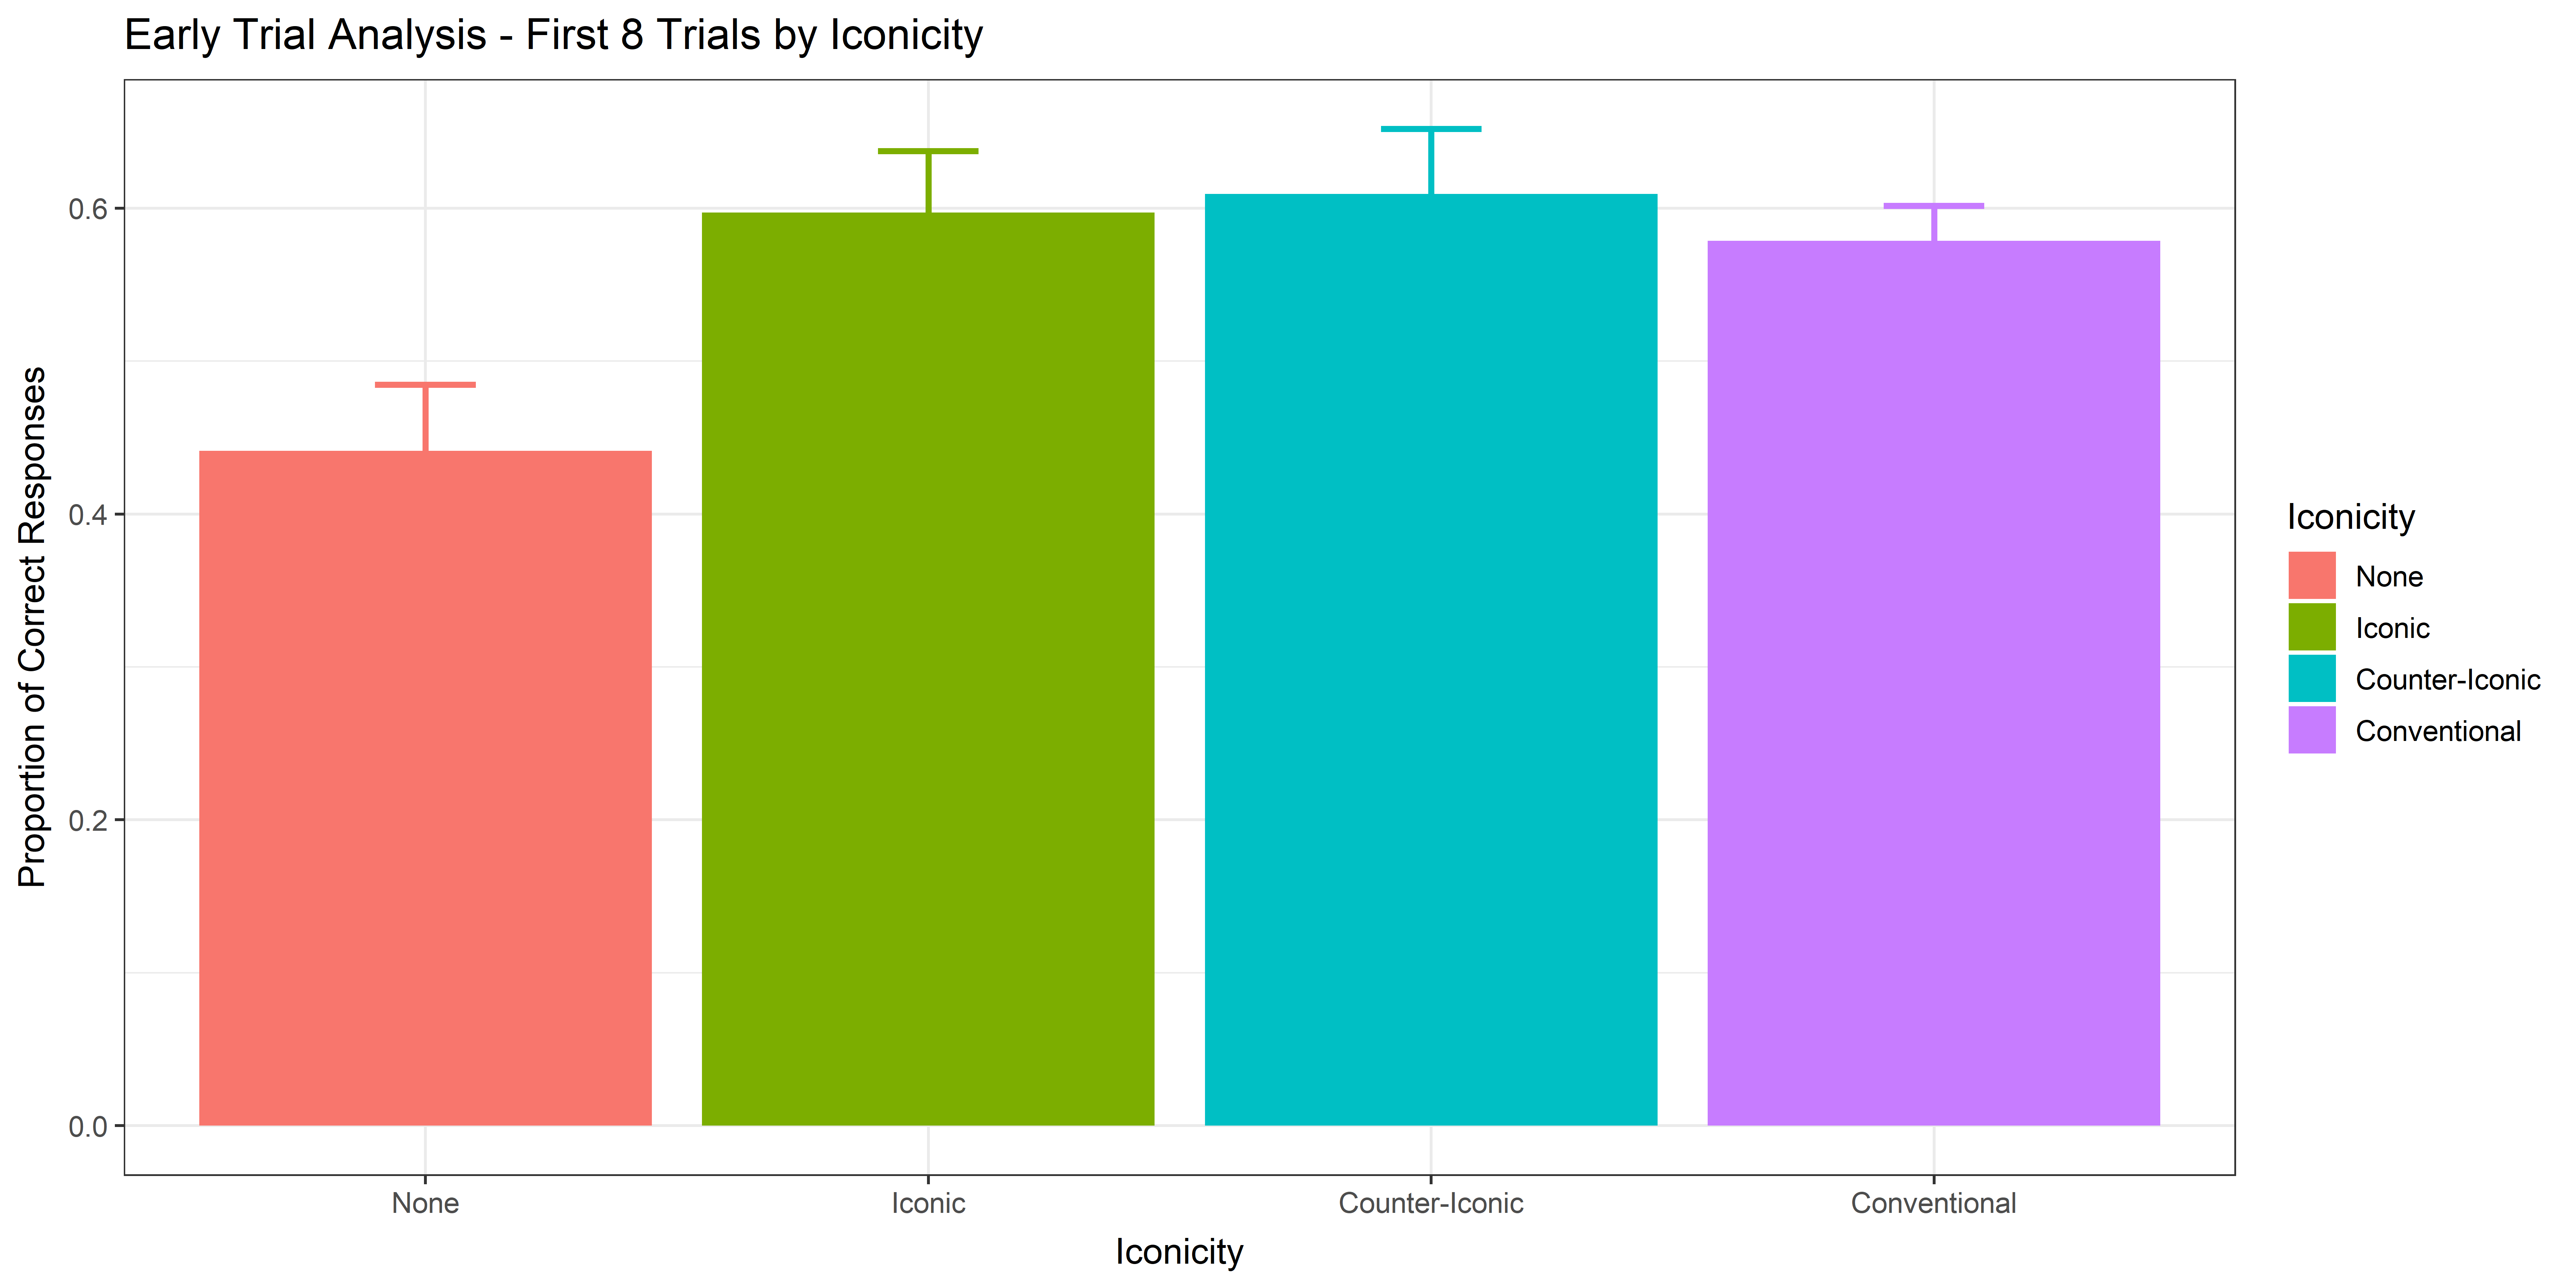 Early Trial Analysis - First 8 Trials by Iconicity
Proportion of Correct Responses
0.6
0.4
0.2
0.0
None
Iconic
Counter-Iconic
Conventional
Iconicity
Iconicity
None
Iconic
Counter-Iconic
Conventional